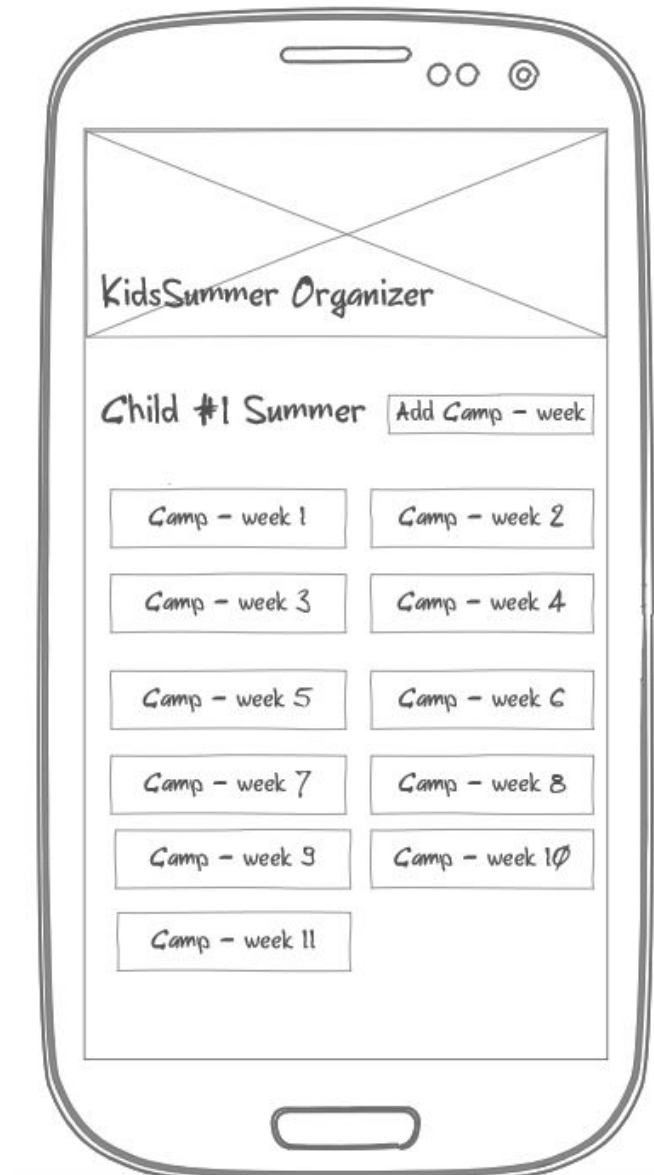 KidsSummer Organizer
Child #1 Summer Add Camp - week
Camp - week 1 Camp - week 2
Camp - week 3 Camp - week 4
Camp - week 5 Camp - week 6
Camp - week 7 Camp - week 8
Camp - week 9 Camp - week 10
Camp - week 11